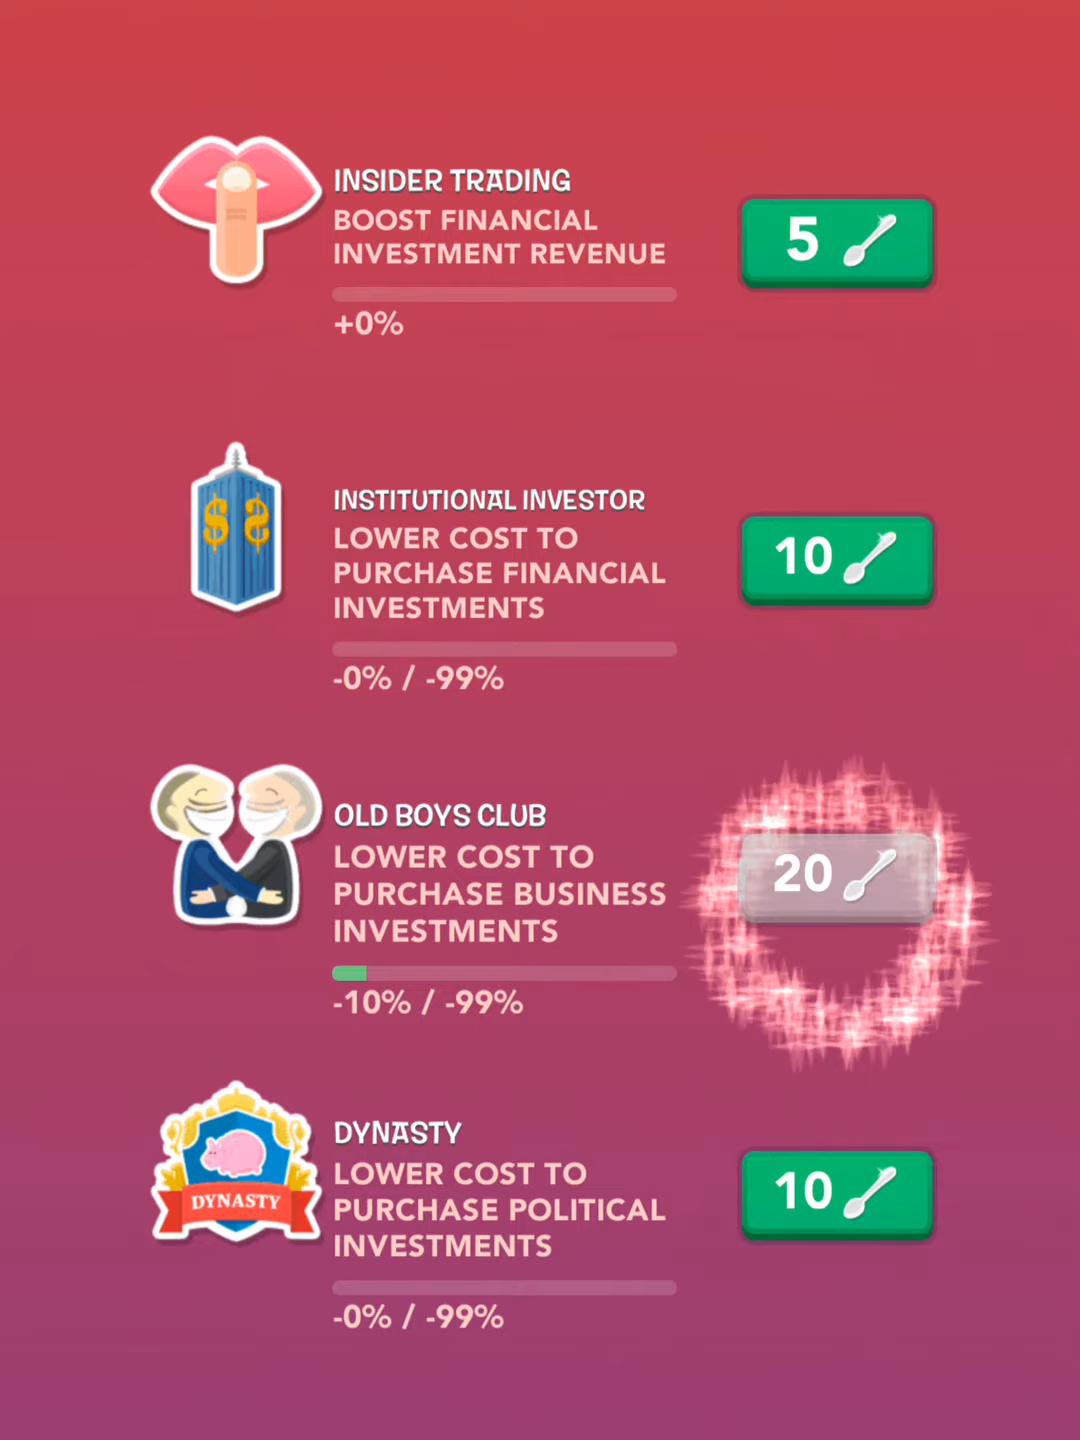 INSIDER TRADING
BOOST FINANCIAL
INVESTMENT REVENUE
5
+0%
INSTITUTIONAL INVESTOR
LOWER COST TO
PURCHASE FINANCIAL
INVESTMENTS
10
-0% / -99%
OLD BOYS CLUB
LOWER COST TO
PURCHASE BUSINESS
INVESTMENTS
20
-10% / -99%
DYNASTY
DYNASTY
LOWER COST TO
PURCHASE POLITICAL
INVESTMENTS
10
-0% / -99%